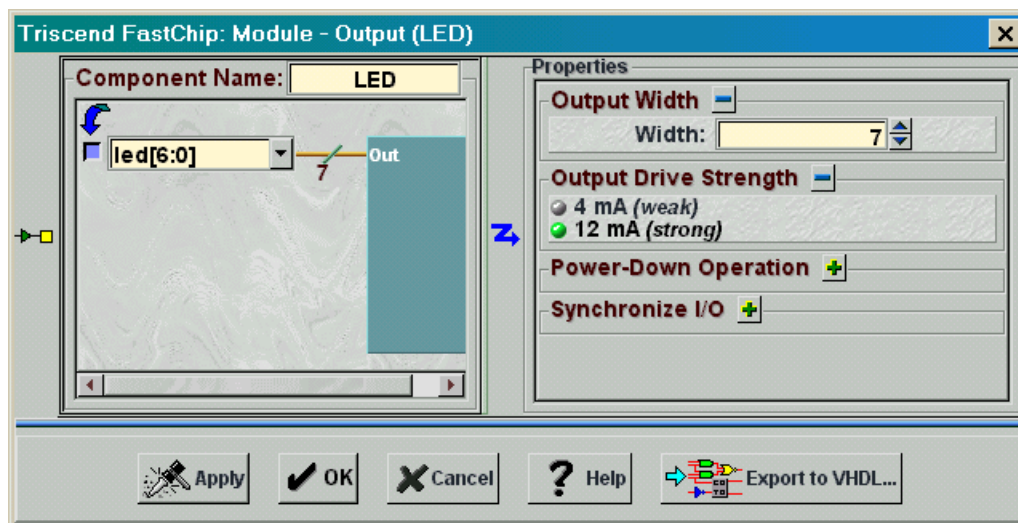 Triscend FastChip: Module - Output (LED)
Component Name: LED
led[6:0]
7
Out
Properties
Output Width
Width: 7
Output Drive Strength
4 mA (weak)
12 mA (strong)
Power-Down Operation
Synchronize I/O
Apply
OK
Cancel
? Help
Export to VHDL...